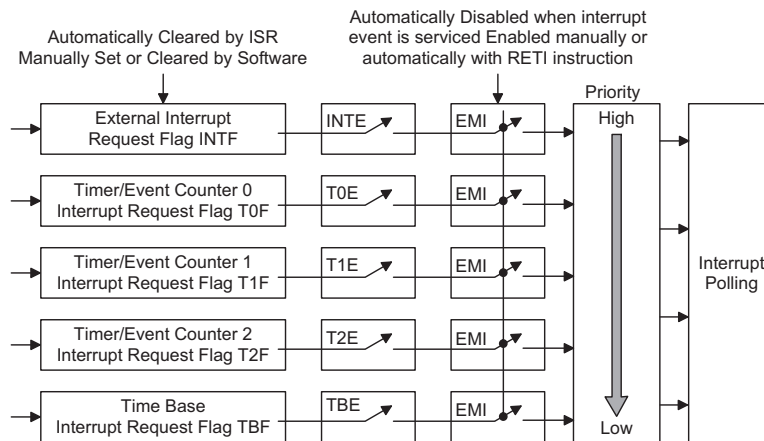 Automatically Cleared by ISR
Manually Set or Cleared by Software
Automatically Disabled when interrupt
event is serviced Enabled manually or
automatically with RETI instruction
Priority
External Interrupt
Request Flag INTF
INTE
EMI
High
Timer/Event Counter 0
Interrupt Request Flag T0F
T0E
EMI
Timer/Event Counter 1
Interrupt Request Flag T1F
T1E
EMI
Interrupt
Polling
Timer/Event Counter 2
Interrupt Request Flag T2F
T2E
EMI
Time Base
Interrupt Request Flag TBF
TBE
EMI
Low